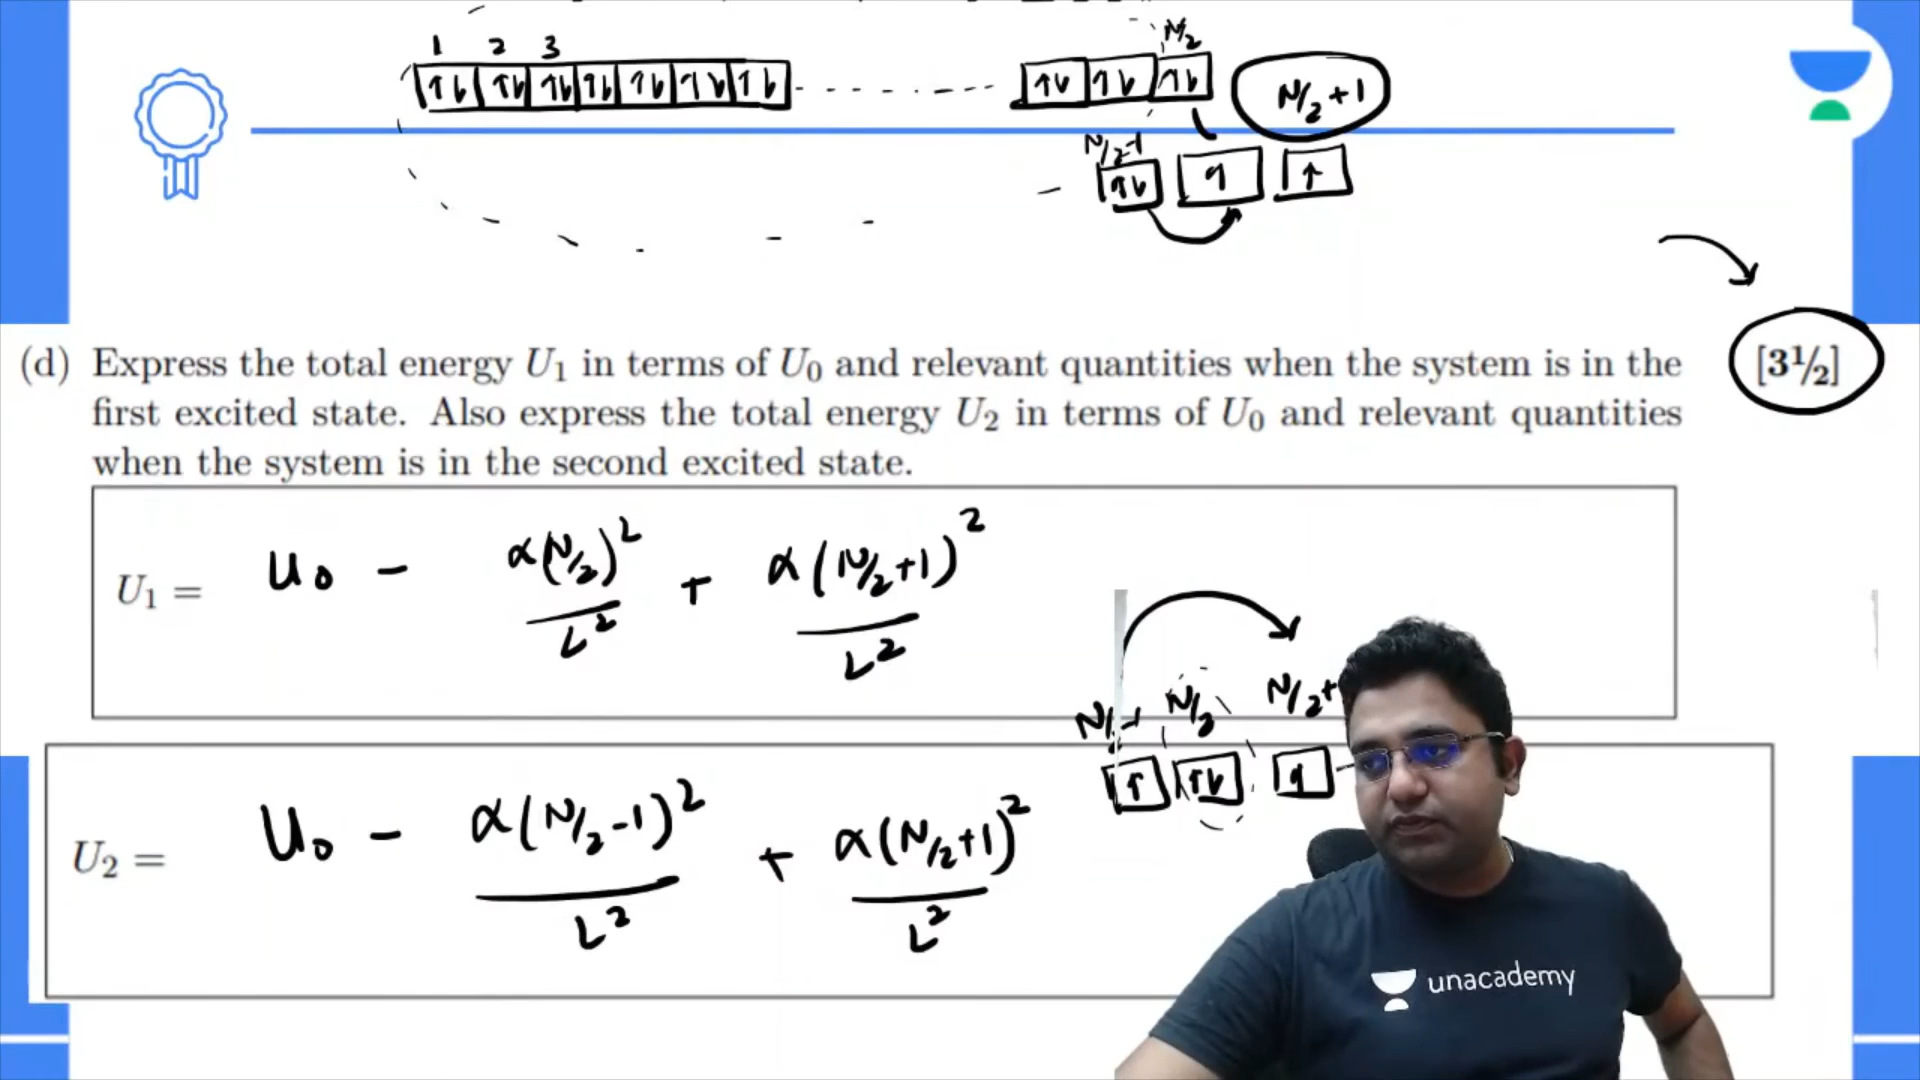 1 2 3 N/2
↑↓ ↑↓ ↑↓ ↑↓ ↑↓ ↑↓ ↑↓ - - - - - - ↑↓ ↑↓ ↑↓ N/2+1
N/2-1
↑↓ ↑ ↑
(d) Express the total energy U₁ in terms of U₀ and relevant quantities when the system is in the [3½]
first excited state. Also express the total energy U₂ in terms of U₀ and relevant quantities
when the system is in the second excited state.
U₁ = U₀ - α(N/2)²/L² + α(N/2+1)²/L²
N/2 N/2+
↑ ↑↓ ↑
U₂ = U₀ - α(N/2-1)²/L² + α(N/2+1)²/L²
unacademy